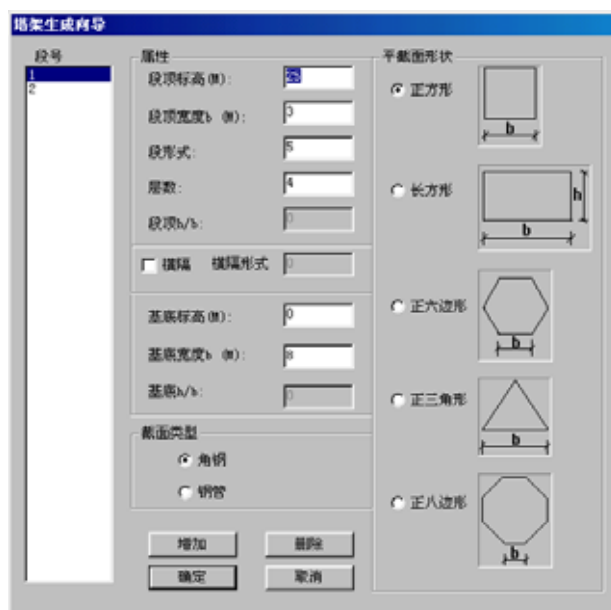 塔架生成向导
段号
1
2
属性
段顶标高(M):
25
段顶宽度b (M):
3
段形式:
5
层数:
4
段顶h/b:
0
横隔 横隔形式
0
基底标高(M):
0
基底宽度b (M):
8
基底h/b:
0
截面类型
角钢
钢管
增加
删除
确定
取消
平截面形状
正方形
b
长方形
h
b
正六边形
b
正三角形
b
正八边形
b